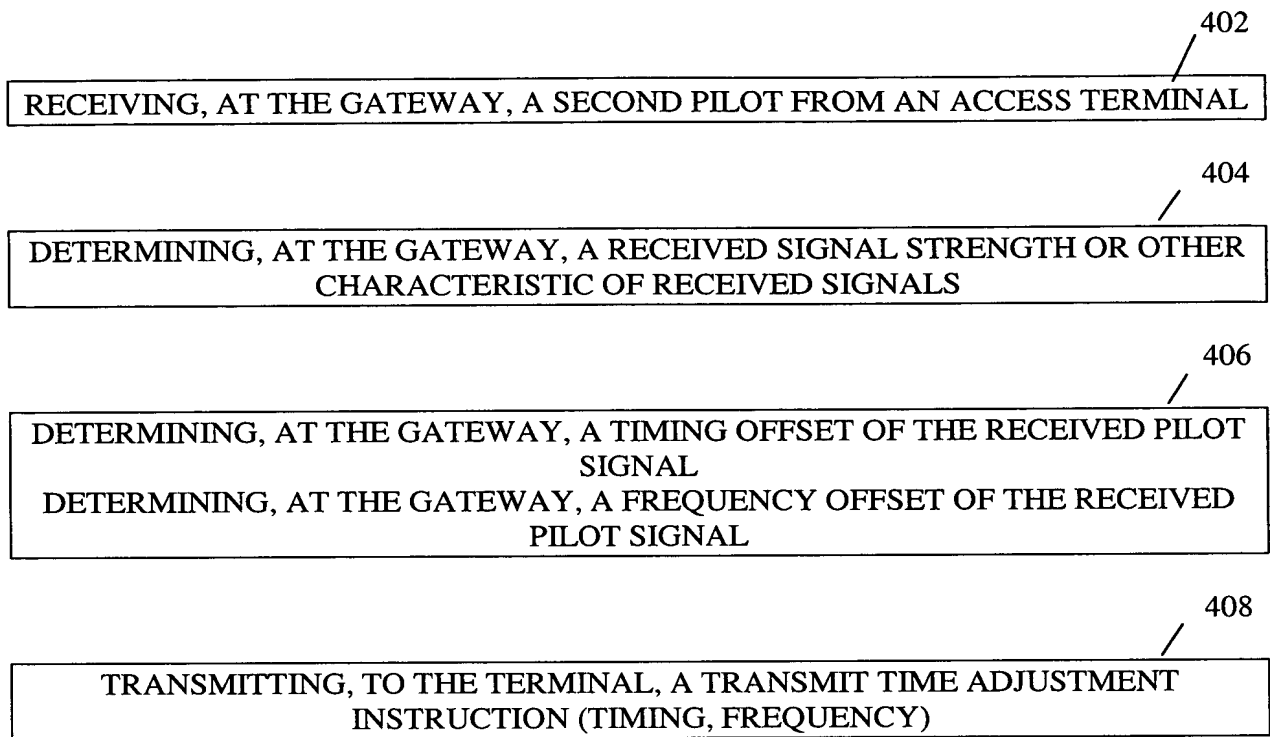 402
RECEIVING, AT THE GATEWAY, A SECOND PILOT FROM AN ACCESS TERMINAL
404
DETERMINING, AT THE GATEWAY, A RECEIVED SIGNAL STRENGTH OR OTHER
CHARACTERISTIC OF RECEIVED SIGNALS
406
DETERMINING, AT THE GATEWAY, A TIMING OFFSET OF THE RECEIVED PILOT
SIGNAL
DETERMINING, AT THE GATEWAY, A FREQUENCY OFFSET OF THE RECEIVED
PILOT SIGNAL
408
TRANSMITTING, TO THE TERMINAL, A TRANSMIT TIME ADJUSTMENT
INSTRUCTION (TIMING, FREQUENCY)